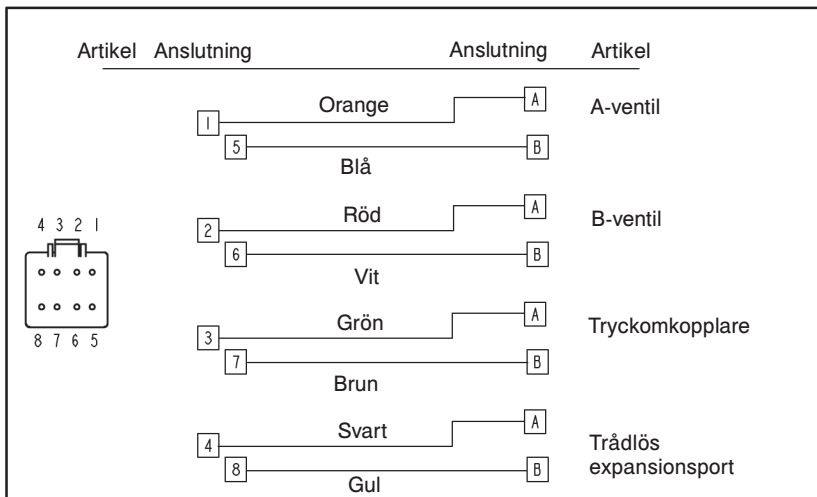 Artikel Anslutning Anslutning Artikel
Orange A A-ventil
1
5 B
Blå
Röd A B-ventil
2
6 B
Vit
4 3 2 1
Grön A Tryckomkopplare
3
7 B
8 7 6 5
Brun
Svart A
4 Trådlös
8 B expansionsport
Gul